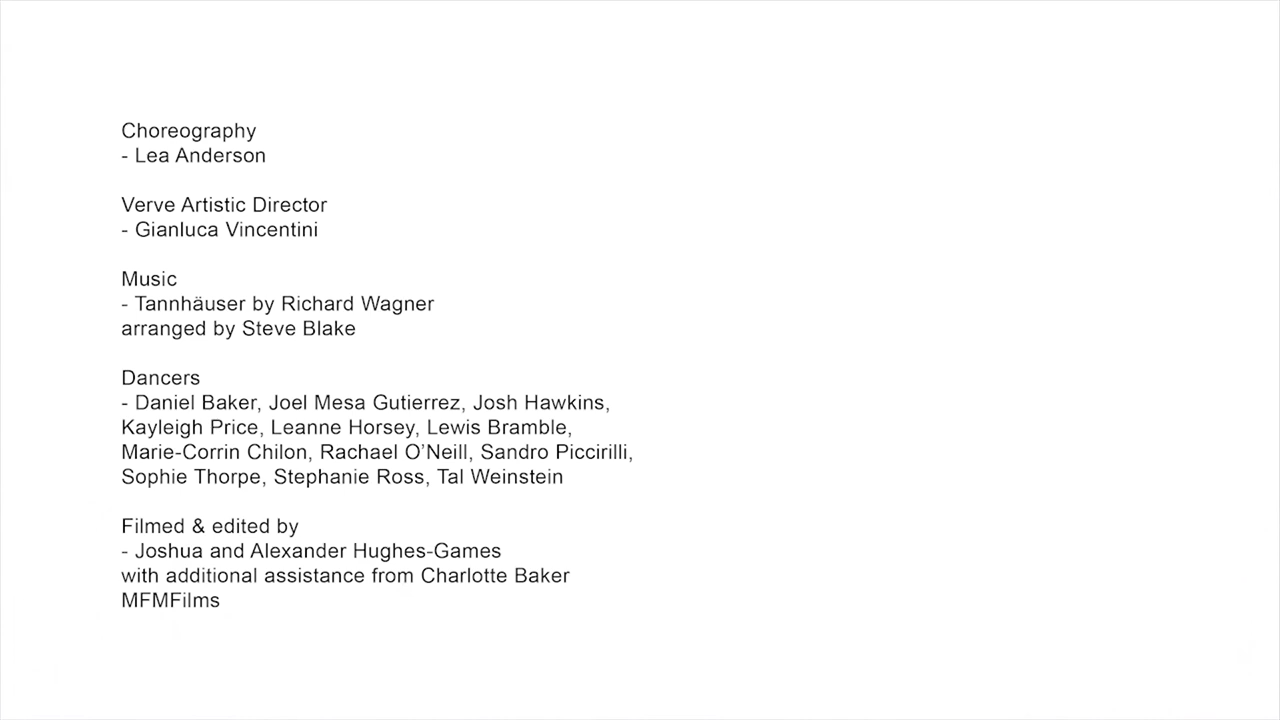 Choreography
- Lea Anderson
Verve Artistic Director
- Gianluca Vincentini
Music
- Tannhäuser by Richard Wagner
arranged by Steve Blake
Dancers
- Daniel Baker, Joel Mesa Gutierrez, Josh Hawkins,
Kayleigh Price, Leanne Horsey, Lewis Bramble,
Marie-Corrin Chilon, Rachael O’Neill, Sandro Piccirilli,
Sophie Thorpe, Stephanie Ross, Tal Weinstein
Filmed & edited by
- Joshua and Alexander Hughes-Games
with additional assistance from Charlotte Baker
MFMFilms